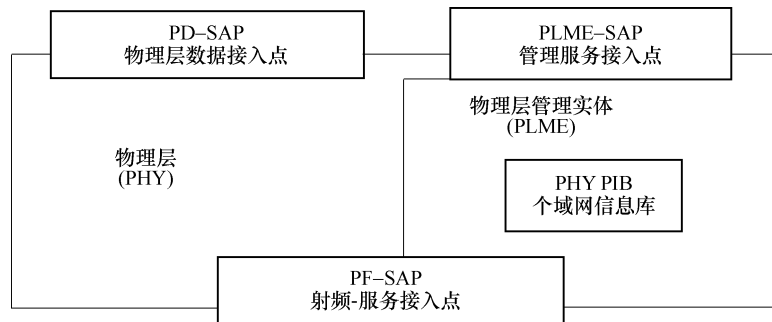 PD–SAP
物理层数据接入点
PLME–SAP
管理服务接入点
物理层管理实体
(PLME)
物理层
(PHY)
PHY PIB
个域网信息库
PF–SAP
射频-服务接入点